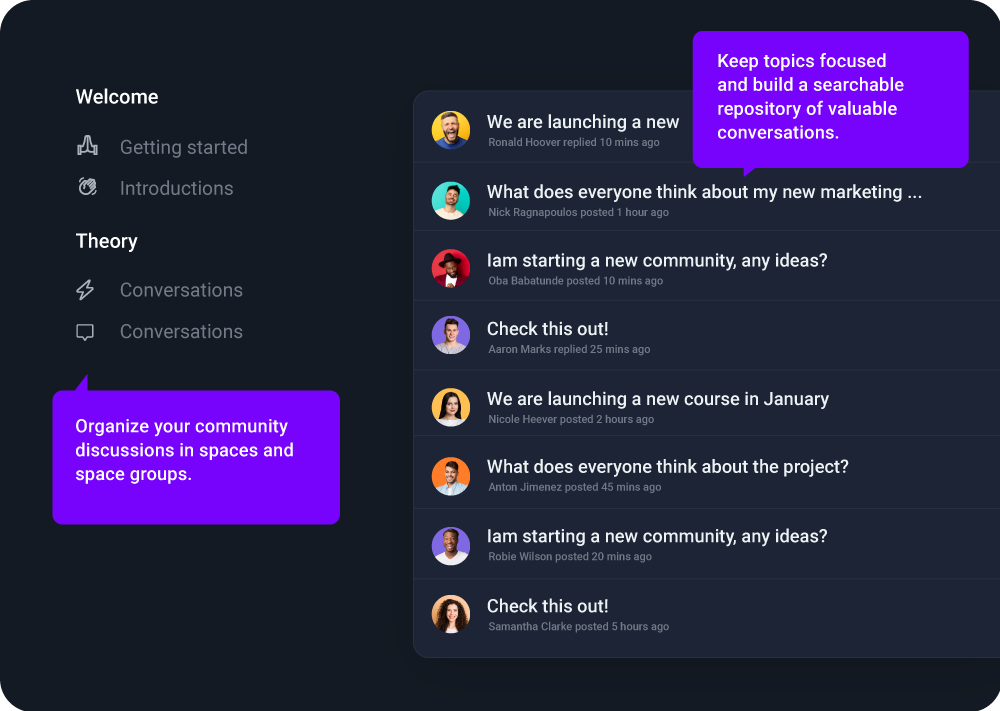 Welcome
Getting started
Introductions
Theory
Conversations
Conversations
Organize your community
discussions in spaces and
space groups.
Keep topics focused
and build a searchable
repository of valuable
conversations.
We are launching a new
Ronald Hoover replied 10 mins ago
What does everyone think about my new marketing ...
Nick Ragnapoulos posted 1 hour ago
Iam starting a new community, any ideas?
Oba Babatunde posted 10 mins ago
Check this out!
Aaron Marks replied 25 mins ago
We are launching a new course in January
Nicole Heever posted 2 hours ago
What does everyone think about the project?
Anton Jimenez posted 45 mins ago
Iam starting a new community, any ideas?
Robie Wilson posted 20 mins ago
Check this out!
Samantha Clarke posted 5 hours ago